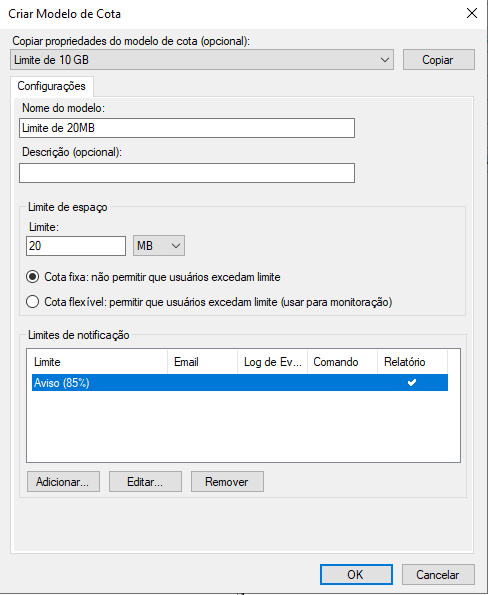 Criar Modelo de Cota
Copiar propriedades do modelo de cota (opcional):
Limite de 10 GB
Copiar
Configurações
Nome do modelo:
Limite de 20MB
Descrição (opcional):
Limite de espaço
Limite:
20 MB
Cota fixa: não permitir que usuários excedam limite
Cota flexível: permitir que usuários excedam limite (usar para monitoração)
Limites de notificação
Limite Email Log de Ev... Comando Relatório
Aviso (85%)
Adicionar... Editar... Remover
OK Cancelar